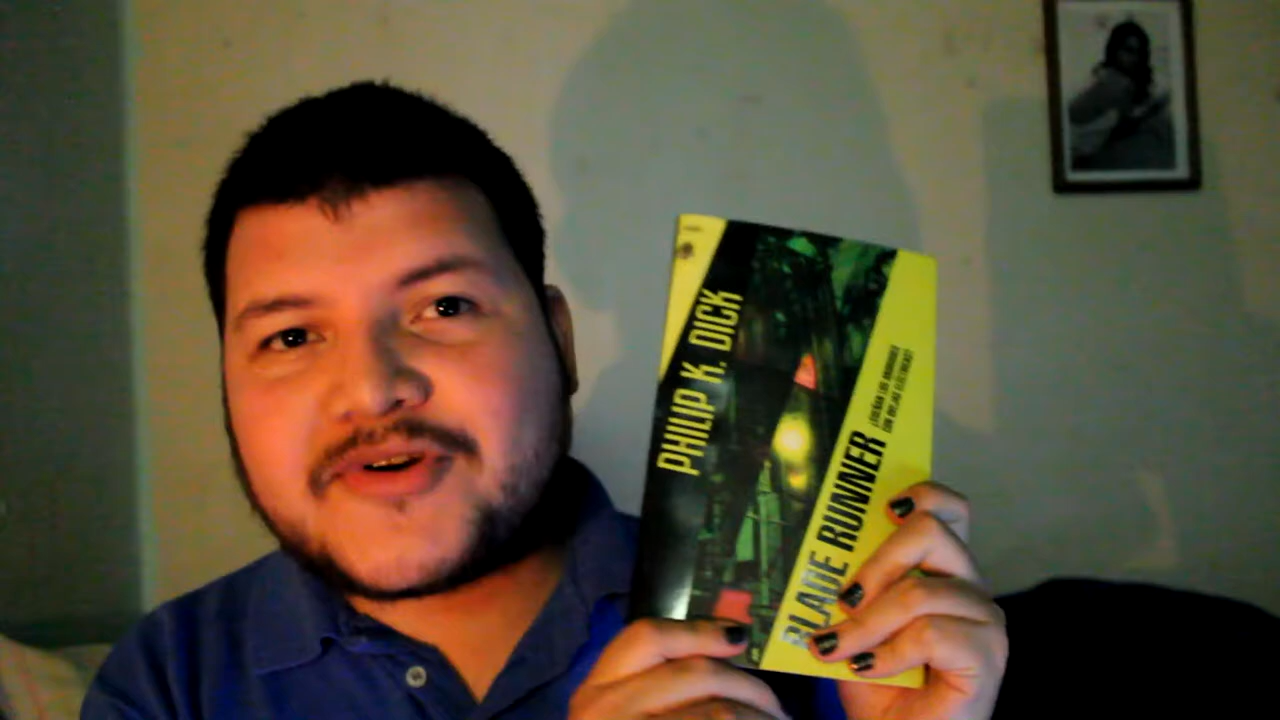 PHILIP K. DICK
BLADE RUNNER
¿SUEÑAN LOS ANDROIDES
CON OVEJAS ELÉCTRICAS?